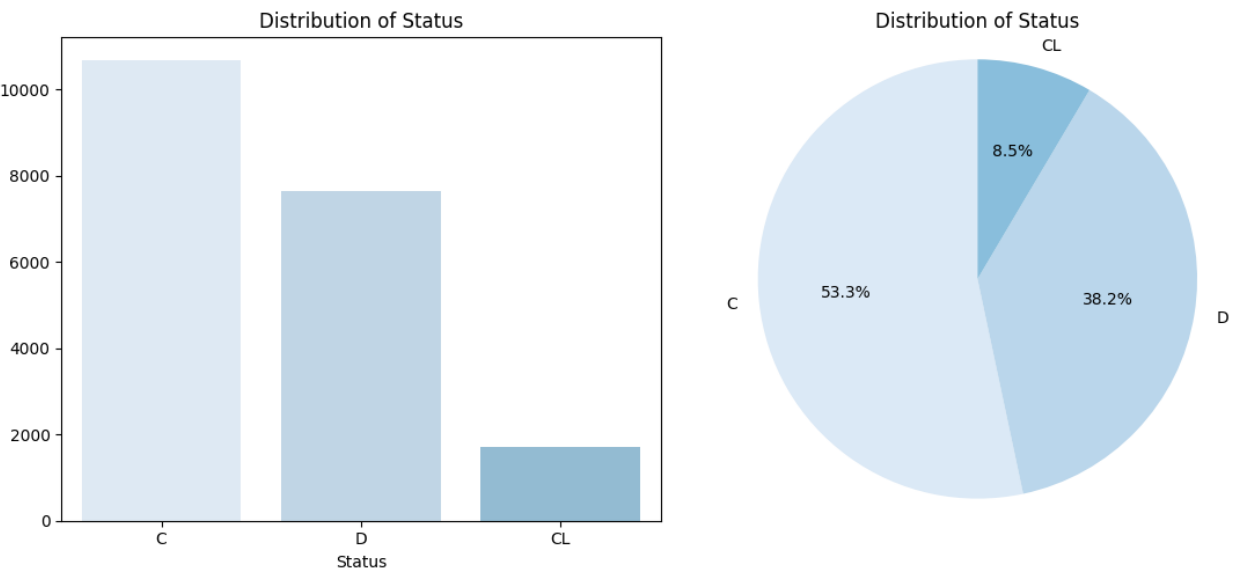 Distribution of Status
10000
8000
6000
4000
2000
0
C D CL
Status
Distribution of Status
CL
8.5%
53.3%
38.2%
C
D